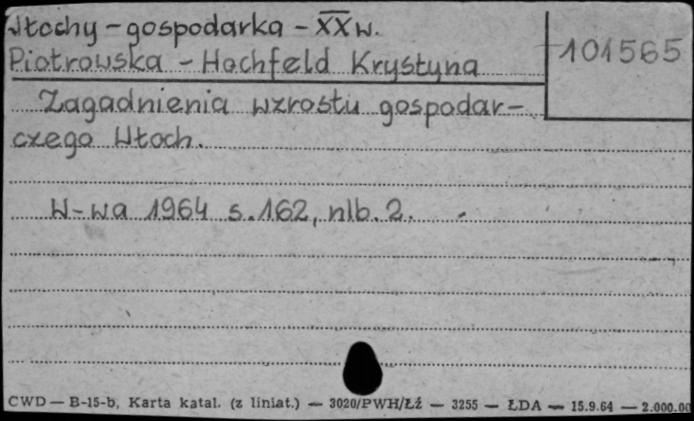 Włochy - gospodarka - XX w.
Piotrowska - Hochfeld Krystyna
101565
Zagadnienia wzrostu gospodar-
czego Włoch.
W-wa 1964 s. 162, nlb. 2.
CWD — B-15-b, Karta katal. (z liniat.) — 3020/PWH/Łź — 3255 — ŁDA — 15.9.64 — 2.000.00